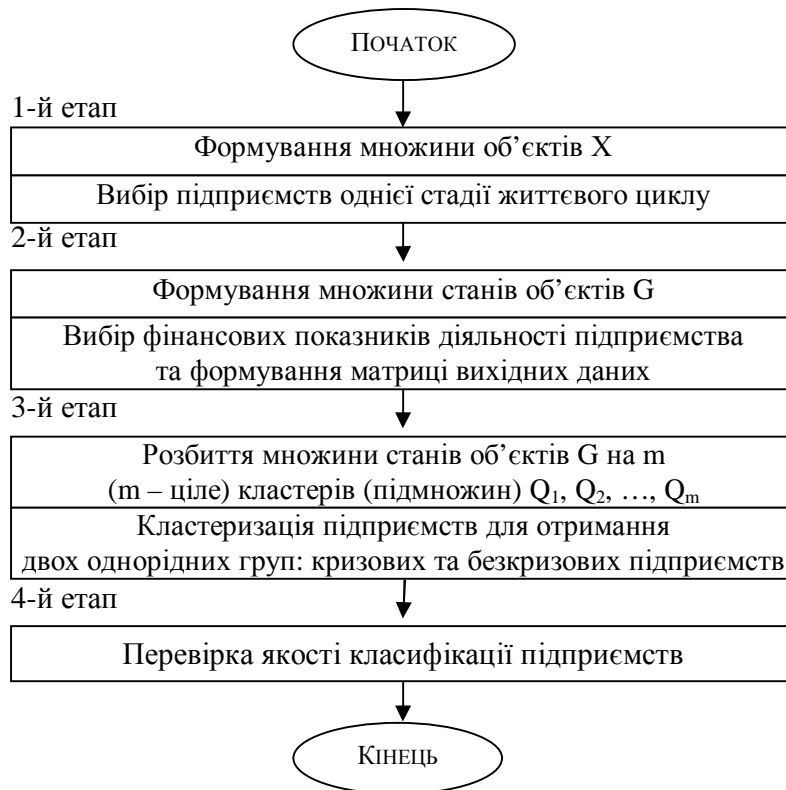 ПОЧАТОК
1-й етап
Формування множини об’єктів X
Вибір підприємств однієї стадії життєвого циклу
2-й етап
Формування множини станів об’єктів G
Вибір фінансових показників діяльності підприємства
та формування матриці вихідних даних
3-й етап
Розбиття множини станів об’єктів G на m
(m – ціле) кластерів (підмножин) Q₁, Q₂, …, Qₘ
Кластеризація підприємств для отримання
двох однорідних груп: кризових та безкризових підприємств
4-й етап
Перевірка якості класифікації підприємств
КІНЕЦЬ